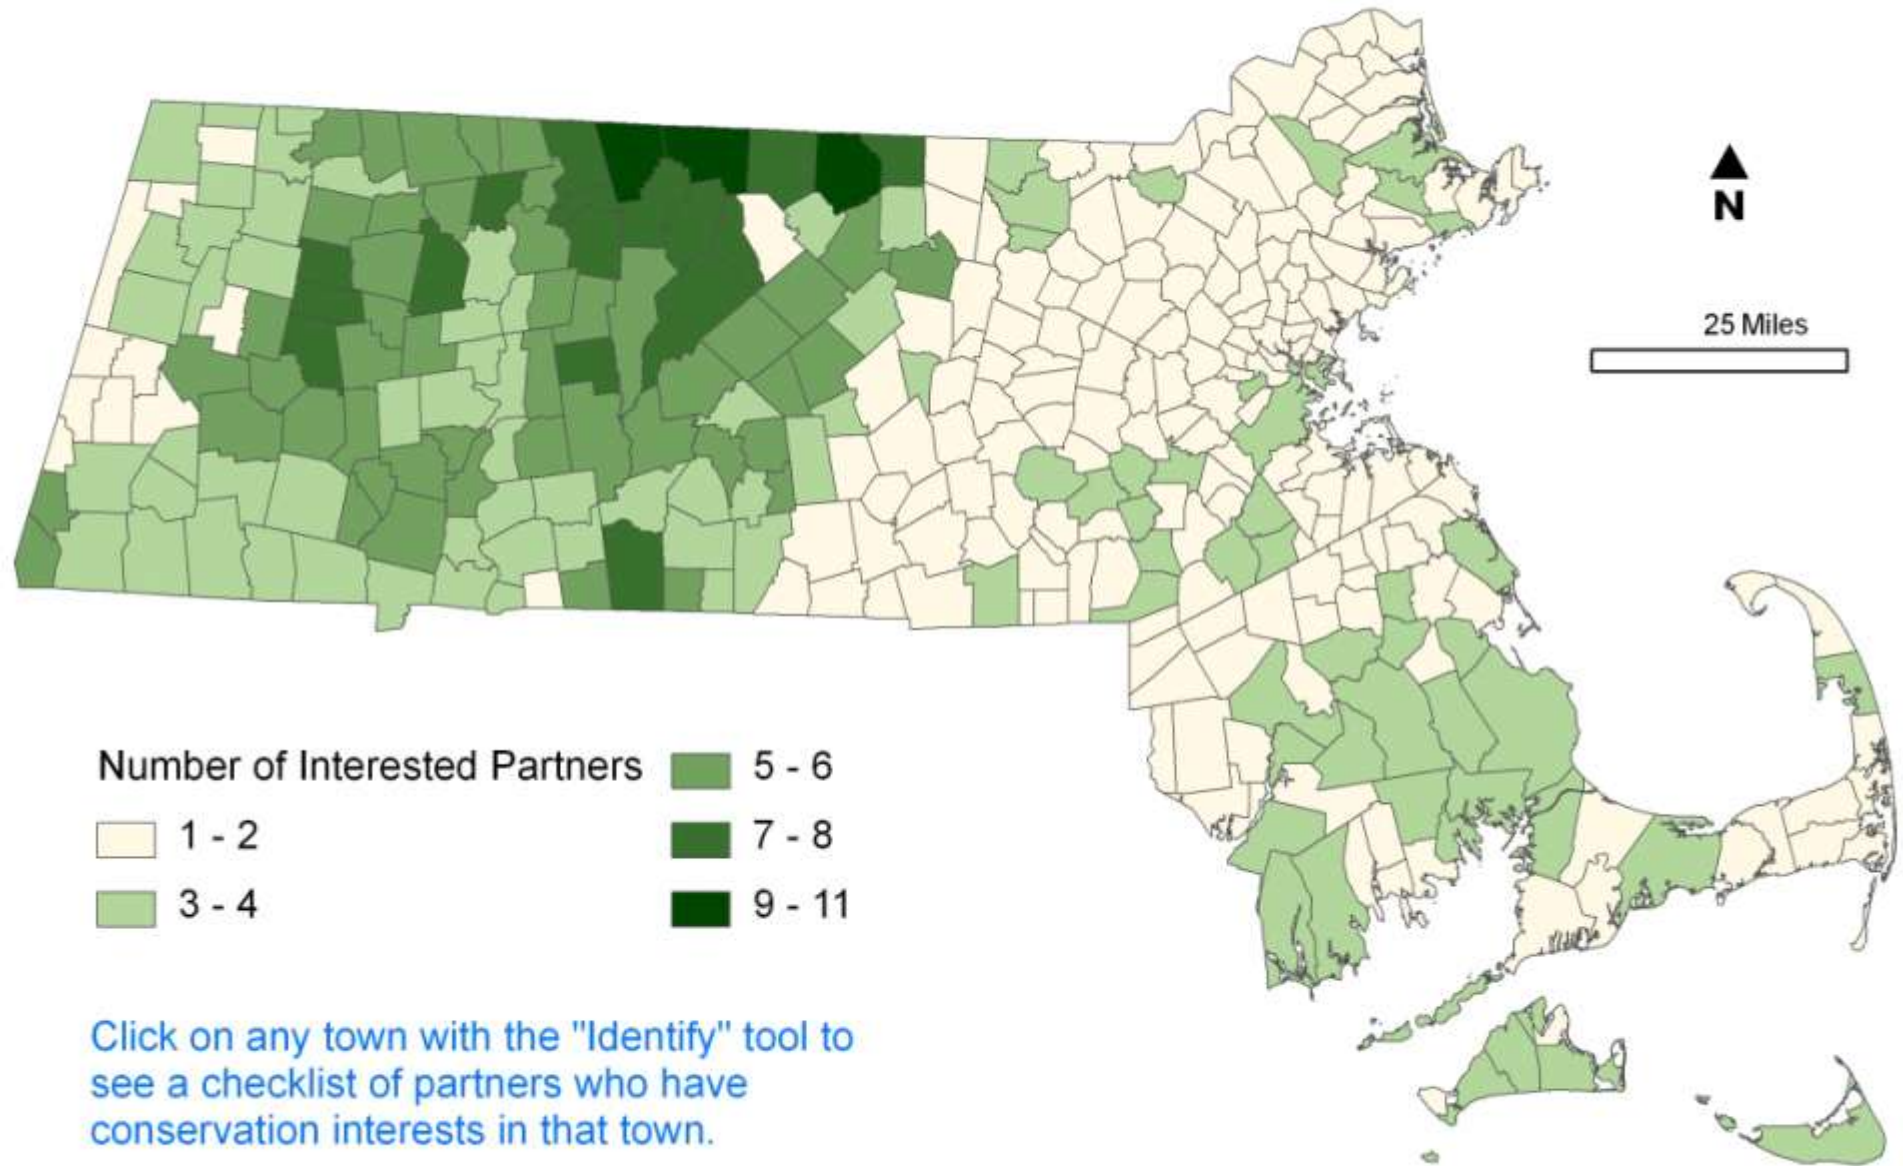 N
25 Miles
Number of Interested Partners
1 - 2
3 - 4
5 - 6
7 - 8
9 - 11
Click on any town with the "Identify" tool to
see a checklist of partners who have
conservation interests in that town.